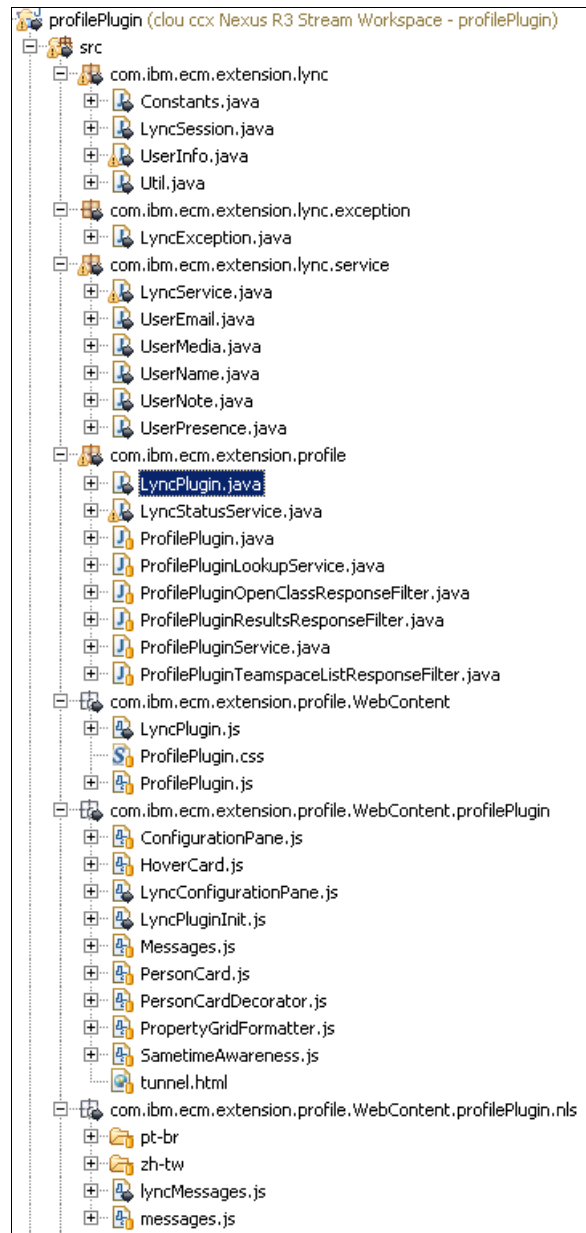 profilePlugin (clou ccx Nexus R3 Stream Workspace - profilePlugin)
src
com.ibm.ecm.extension.lync
Constants.java
LyncSession.java
UserInfo.java
Util.java
com.ibm.ecm.extension.lync.exception
LyncException.java
com.ibm.ecm.extension.lync.service
LyncService.java
UserEmail.java
UserMedia.java
UserName.java
UserNote.java
UserPresence.java
com.ibm.ecm.extension.profile
LyncPlugin.java
LyncStatusService.java
ProfilePlugin.java
ProfilePluginLookupService.java
ProfilePluginOpenClassResponseFilter.java
ProfilePluginResultsResponseFilter.java
ProfilePluginService.java
ProfilePluginTeamspaceListResponseFilter.java
com.ibm.ecm.extension.profile.WebContent
LyncPlugin.js
ProfilePlugin.css
ProfilePlugin.js
com.ibm.ecm.extension.profile.WebContent.profilePlugin
ConfigurationPane.js
HoverCard.js
LyncConfigurationPane.js
LyncPluginInit.js
Messages.js
PersonCard.js
PersonCardDecorator.js
PropertyGridFormatter.js
SametimeAwareness.js
tunnel.html
com.ibm.ecm.extension.profile.WebContent.profilePlugin.nls
pt-br
zh-tw
lyncMessages.js
messages.js